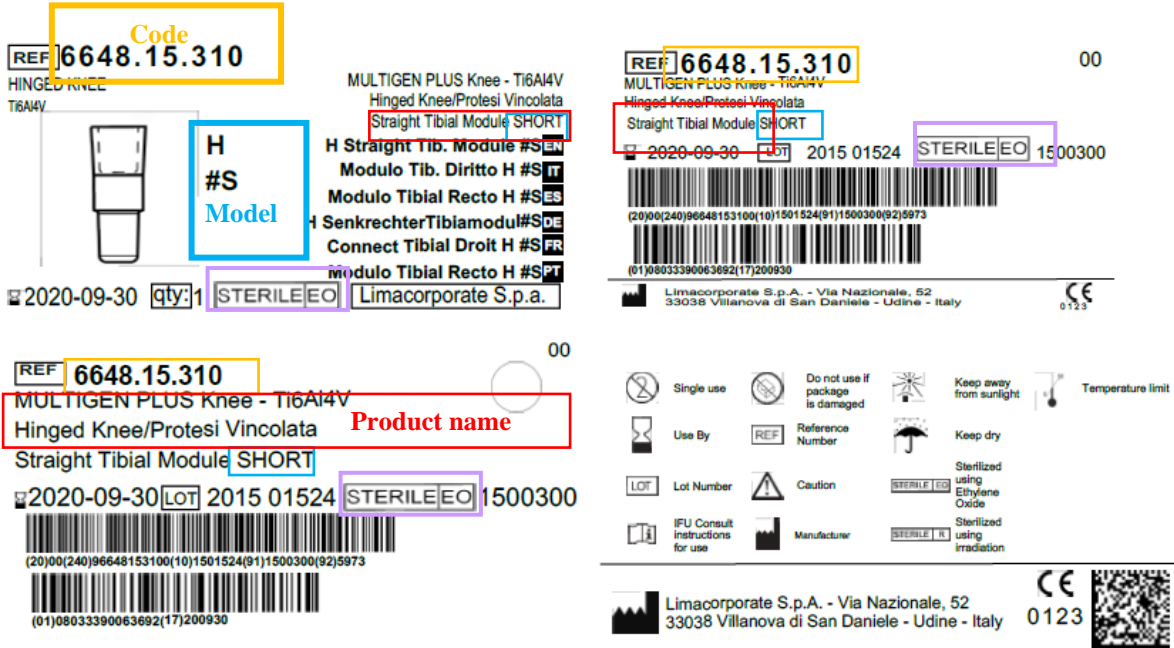 Code
REF 6648.15.310
HINGED KNEE
Ti6Al4V
MULTIGEN PLUS Knee - Ti6Al4V
Hinged Knee/Protesi Vincolata
Straight Tibial Module SHORT
H
#S
Model
H Straight Tib. Module #S EN
Modulo Tib. Diritto H #S IT
Modulo Tibial Recto H #S ES
H SenkrechterTibiamodul#S DE
Connect Tibial Droit H #S FR
Modulo Tibial Recto H #S PT
2020-09-30 qty:1 STERILE EO Limacorporate S.p.a.
REF 6648.15.310
00
MULTIGEN PLUS Knee - Ti6Al4V
Hinged Knee/Protesi Vincolata
Straight Tibial Module SHORT
2020-09-30 LOT 2015 01524 STERILE EO 1500300
(20)00(240)96648153100(10)1501524(91)1500300(92)5973
(01)08033390063692(17)200930
Limacorporate S.p.A. - Via Nazionale, 52
33038 Villanova di San Daniele - Udine - Italy
CE
0123
00
REF 6648.15.310
MULTIGEN PLUS Knee - Ti6Al4V
Hinged Knee/Protesi Vincolata
Product name
Straight Tibial Module SHORT
2020-09-30 LOT 2015 01524 STERILE EO 1500300
(20)00(240)96648153100(10)1501524(91)1500300(92)5973
(01)08033390063692(17)200930
Single use
Do not use if
package
is damaged
Keep away
from sunlight
Temperature limit
Use By
REF Reference
Number
Keep dry
LOT Lot Number
Caution
STERILE EO Sterilized
using
Ethylene
Oxide
IFU Consult
instructions
for use
Manufacturer
STERILE R Sterilized
using
irradiation
Limacorporate S.p.A. - Via Nazionale, 52
33038 Villanova di San Daniele - Udine - Italy
CE
0123